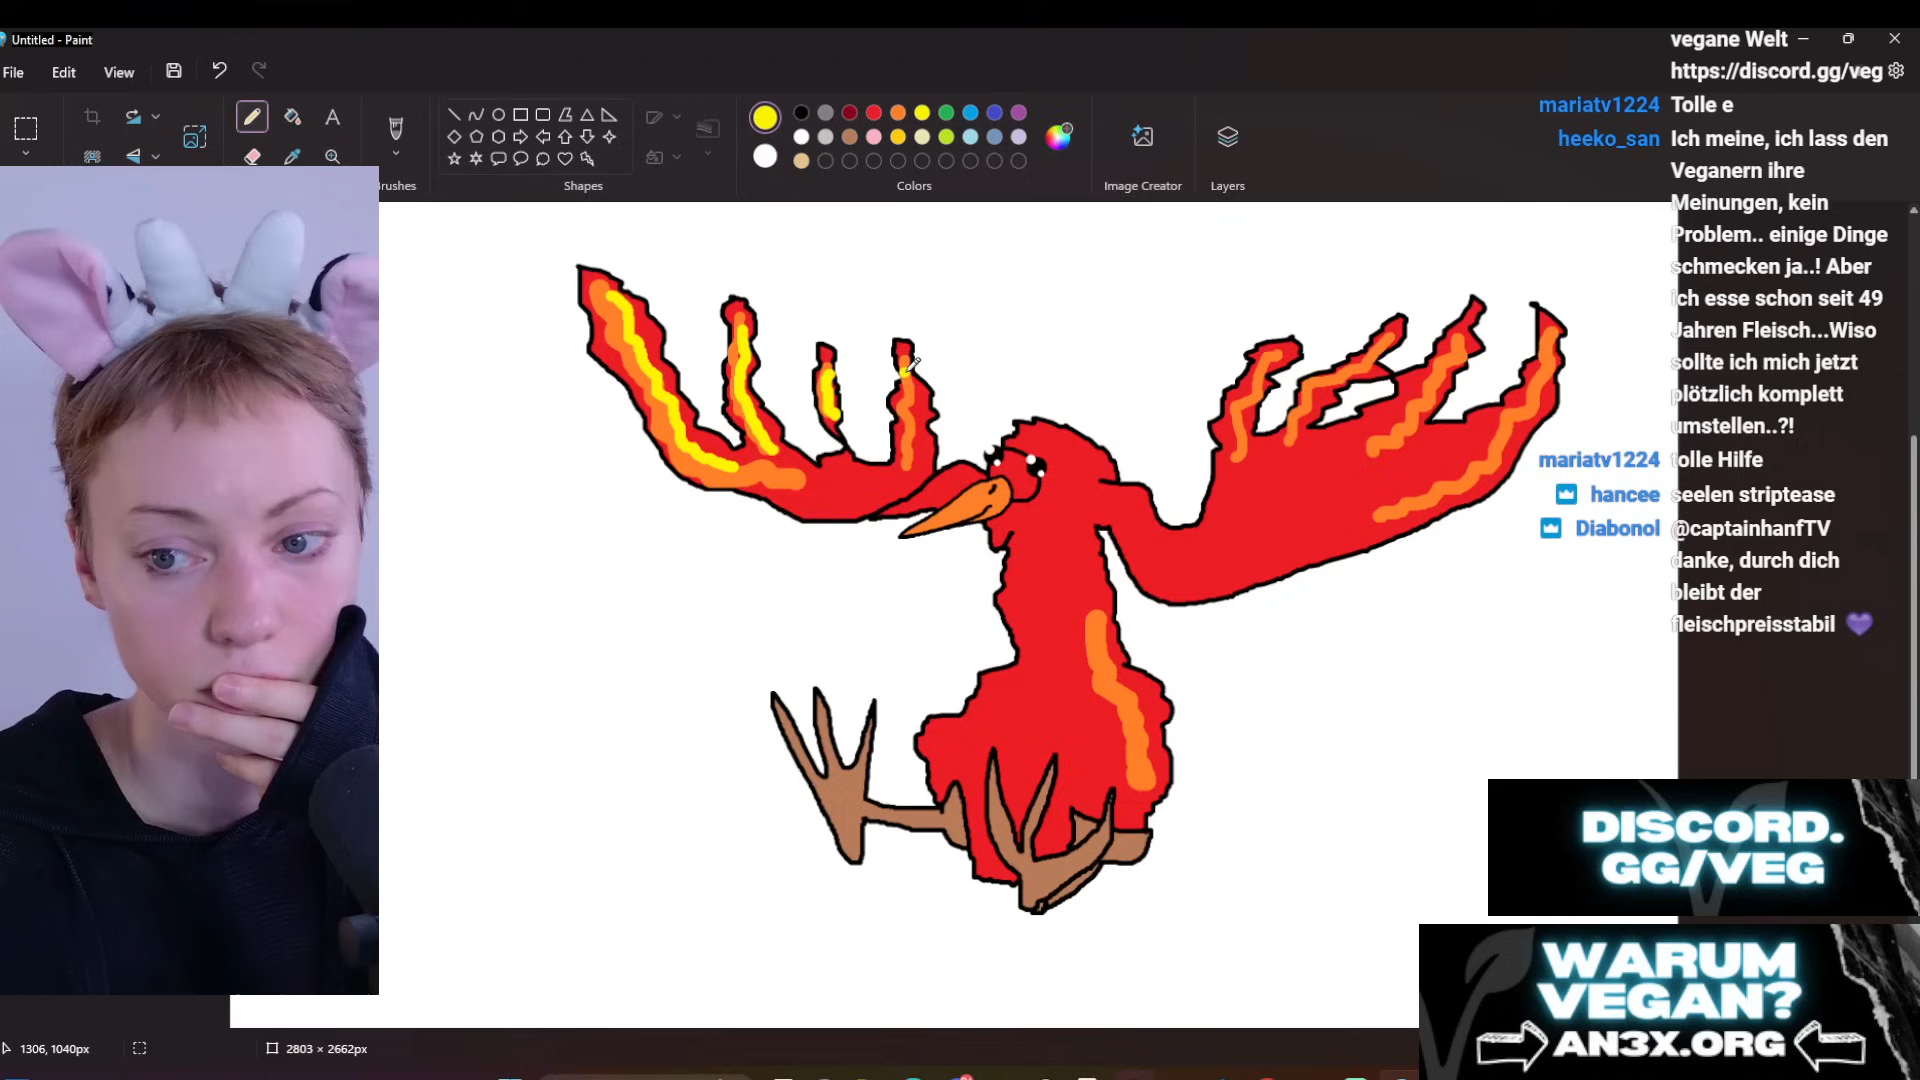 Untitled - Paint
File
Edit
View
Shapes
Colors
Image Creator
Layers
vegane Welt
https://discord.gg/veg
mariatv1224 Tolle e
heeko_san Ich meine, ich lass den
Veganern ihre
Meinungen, kein
Problem.. einige Dinge
schmecken ja..! Aber
ich esse schon seit 49
Jahren Fleisch...Wiso
sollte ich mich jetzt
plötzlich komplett
umstellen..?!
mariatv1224 tolle Hilfe
hancee seelen striptease
Diabonol @captainhanfTV
danke, durch dich
bleibt der
fleischpreisstabil
DISCORD.
GG/VEG
WARUM
VEGAN?
AN3X.ORG
1306, 1040px
2803 × 2662px